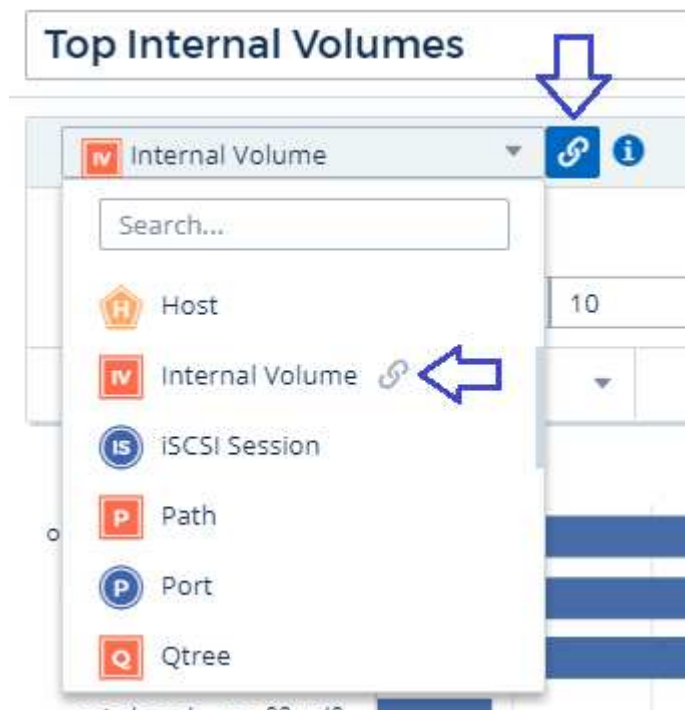 Top Internal Volumes
IV Internal Volume
Search...
H Host
10
IV Internal Volume
IS iSCSI Session
P Path
P Port
Q Qtree